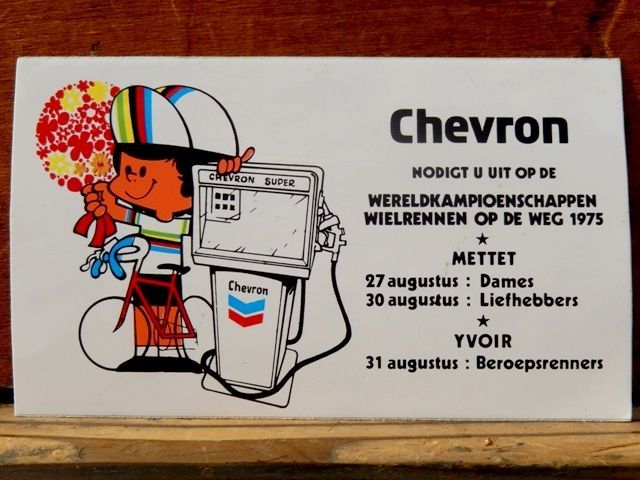 CHEVRON SUPER
Chevron
Chevron
NODIGT U UIT OP DE
WERELDKAMPIOENSCHAPPEN
WIELRENNEN OP DE WEG 1975
★
METTET
27 augustus : Dames
30 augustus : Liefhebbers
★
YVOIR
31 augustus : Beroepsrenners